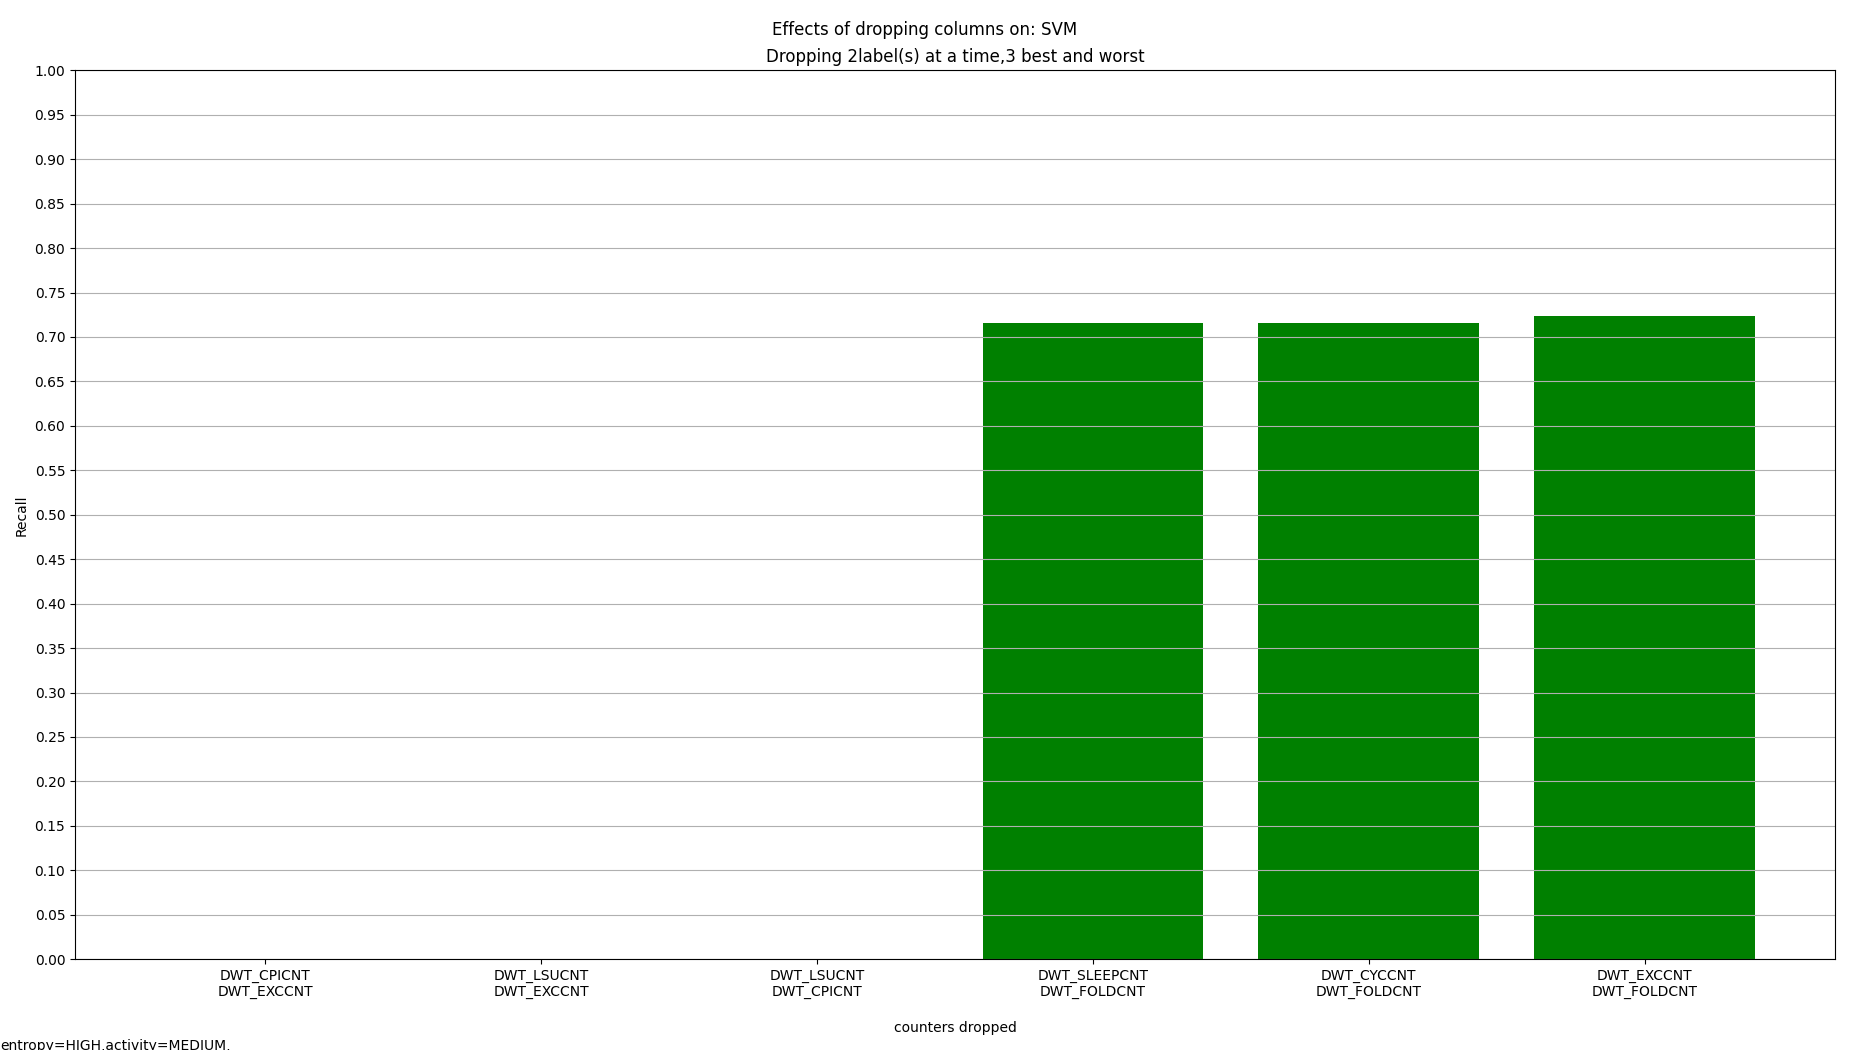 Effects of dropping columns on: SVM
Dropping 2label(s) at a time,3 best and worst
1.00
0.95
0.90
0.85
0.80
0.75
0.70
0.65
0.60
0.55
0.50
0.45
0.40
0.35
0.30
0.25
0.20
0.15
0.10
0.05
0.00
Recall
DWT_CPICNT
DWT_EXCCNT
DWT_LSUCNT
DWT_EXCCNT
DWT_LSUCNT
DWT_CPICNT
DWT_SLEEPCNT
DWT_FOLDCNT
DWT_CYCCNT
DWT_FOLDCNT
DWT_EXCCNT
DWT_FOLDCNT
counters dropped
entropy=HIGH,activity=MEDIUM,